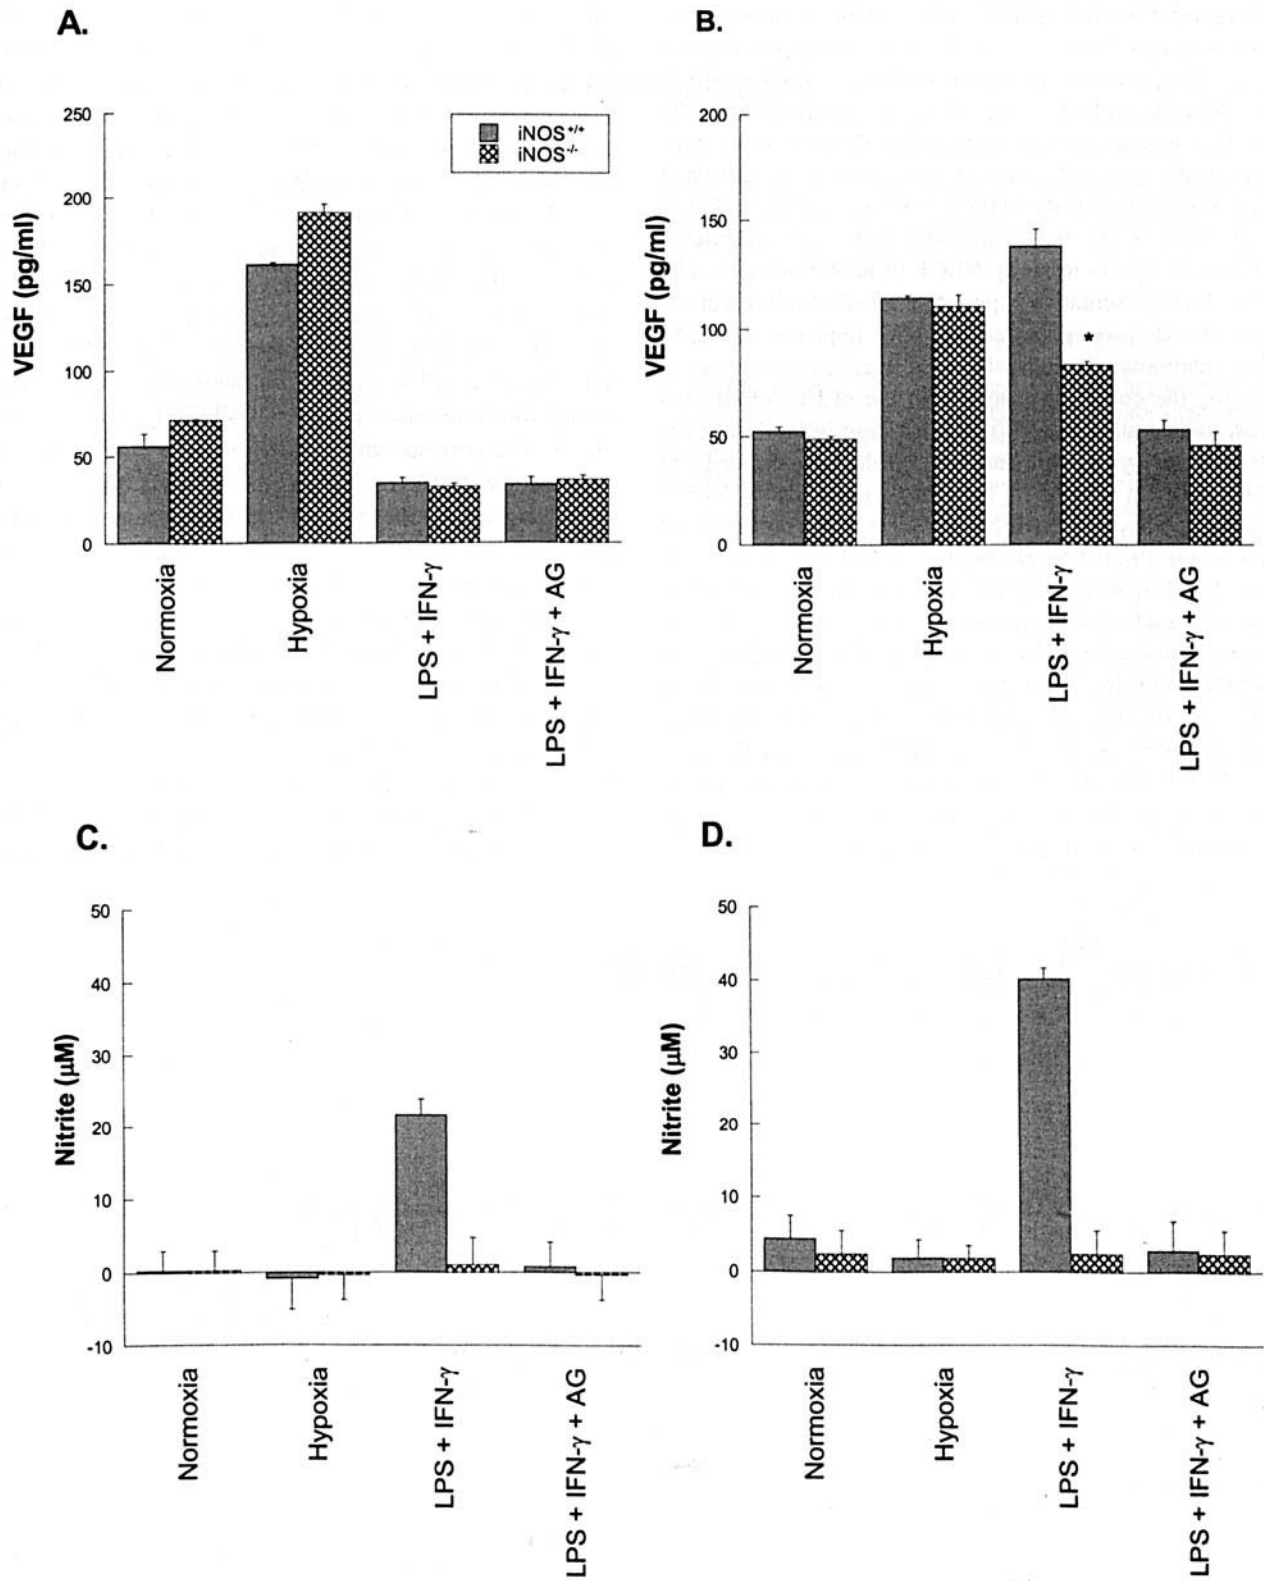 A.
VEGF (pg/ml)
250
200
150
100
50
0
iNOS+/+
iNOS-/-
Normoxia
Hypoxia
LPS + IFN-γ
LPS + IFN-γ + AG
B.
VEGF (pg/ml)
200
150
100
50
0
*
Normoxia
Hypoxia
LPS + IFN-γ
LPS + IFN-γ + AG
C.
Nitrite (μM)
50
40
30
20
10
0
-10
Normoxia
Hypoxia
LPS + IFN-γ
LPS + IFN-γ + AG
D.
Nitrite (μM)
50
40
30
20
10
0
-10
Normoxia
Hypoxia
LPS + IFN-γ
LPS + IFN-γ + AG